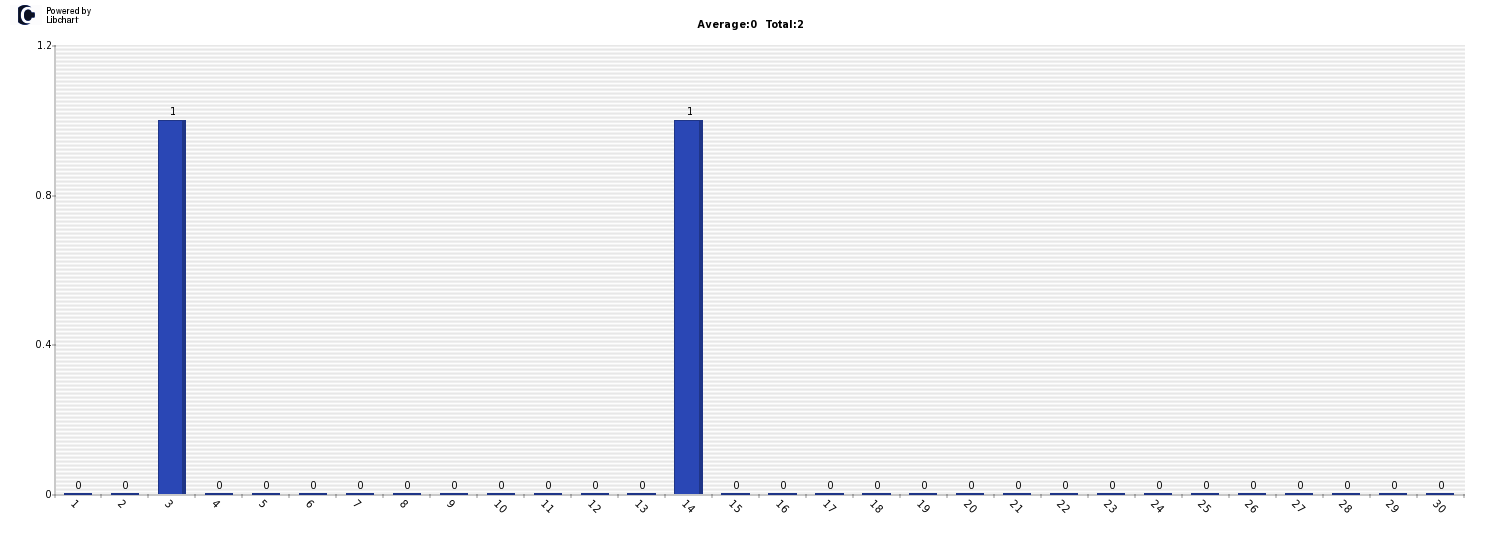 Powered by
Libchart
Average:0 Total:2
1.2
0.8
0.4
0
0 0 1 0 0 0 0 0 0 0 0 0 0 1 0 0 0 0 0 0 0 0 0 0 0 0 0 0 0 0
1 2 3 4 5 6 7 8 9 10 11 12 13 14 15 16 17 18 19 20 21 22 23 24 25 26 27 28 29 30